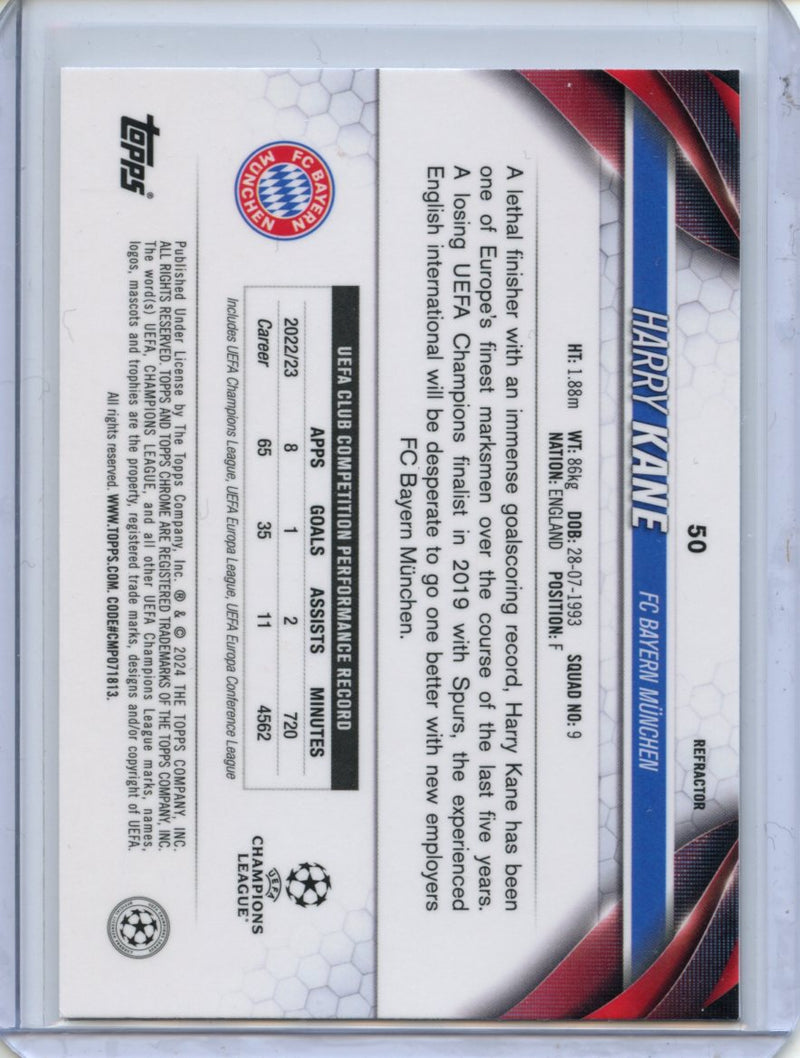 50
REFRACTOR
HARRY KANE FC BAYERN MÜNCHEN
HT: 1.88m WT: 86kg DOB: 28-07-1993 SQUAD NO: 9
NATION: ENGLAND POSITION: F
A lethal finisher with an immense goalscoring record, Harry Kane has been
one of Europe's finest marksmen over the course of the last five years.
A losing UEFA Champions finalist in 2019 with Spurs, the experienced
English international will be desperate to go one better with new employers
FC Bayern München.
FC BAYERN
MÜNCHEN
UEFA CLUB COMPETITION PERFORMANCE RECORD
APPS GOALS ASSISTS MINUTES
2022/23 8 1 2 720
Career 65 35 11 4562
Includes UEFA Champions League, UEFA Europa League, UEFA Europa Conference League
UEFA
CHAMPIONS
LEAGUE®
topps®
Published Under License by The Topps Company, Inc. ® & © 2024 THE TOPPS COMPANY, INC.
ALL RIGHTS RESERVED. TOPPS AND TOPPS CHROME ARE REGISTERED TRADEMARKS OF THE TOPPS COMPANY, INC.
The word(s) UEFA, CHAMPIONS LEAGUE, and all other UEFA Champions League marks, names,
logos, mascots and trophies are the property, registered trade marks, designs and/or copyright of UEFA.
All rights reserved. WWW.TOPPS.COM. CODE#CMP071813.